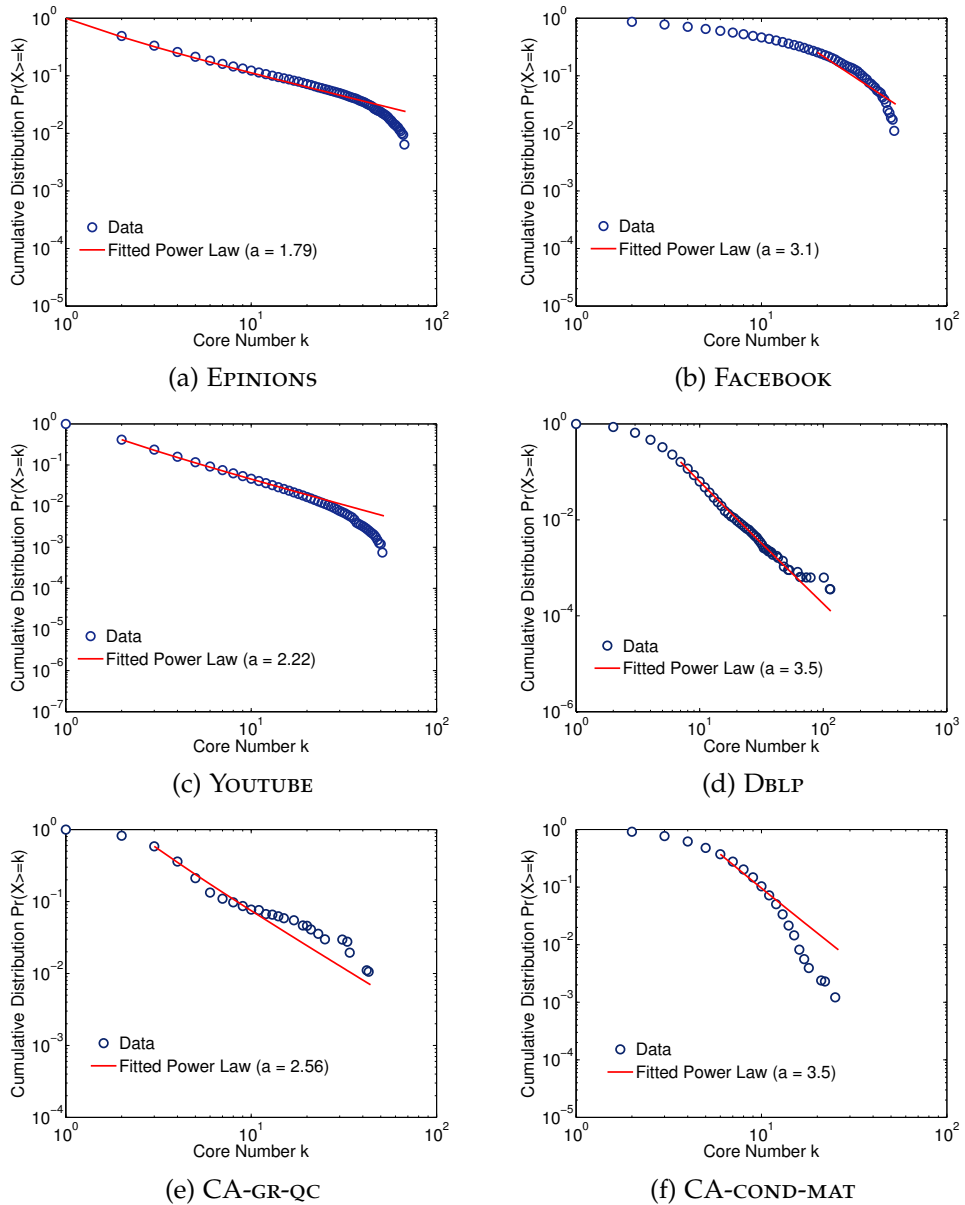 Cumulative Distribution Pr(X>=k)
10^0
10^-1
10^-2
10^-3
10^-4
10^-5
Data
Fitted Power Law (a = 1.79)
10^0 10^1 10^2
Core Number k
(a) EPINIONS
Cumulative Distribution Pr(X>=k)
10^0
10^-1
10^-2
10^-3
10^-4
10^-5
Data
Fitted Power Law (a = 3.1)
10^0 10^1 10^2
Core Number k
(b) FACEBOOK
Cumulative Distribution Pr(X>=k)
10^0
10^-1
10^-2
10^-3
10^-4
10^-5
10^-6
10^-7
Data
Fitted Power Law (a = 2.22)
10^0 10^1 10^2
Core Number k
(c) YOUTUBE
Cumulative Distribution Pr(X>=k)
10^0
10^-2
10^-4
10^-6
Data
Fitted Power Law (a = 3.5)
10^0 10^1 10^2 10^3
Core Number k
(d) DBLP
Cumulative Distribution Pr(X>=k)
10^0
10^-1
10^-2
10^-3
10^-4
Data
Fitted Power Law (a = 2.56)
10^0 10^1 10^2
Core Number k
(e) CA-GR-QC
Cumulative Distribution Pr(X>=k)
10^0
10^-1
10^-2
10^-3
10^-4
10^-5
Data
Fitted Power Law (a = 3.5)
10^0 10^1 10^2
Core Number k
(f) CA-COND-MAT